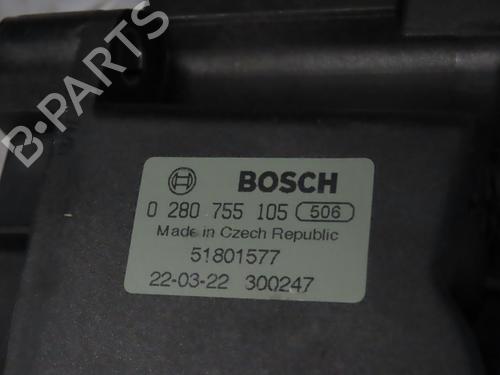 B-PARTS
BOSCH
0 280 755 105 506
Made in Czech Republic
51801577
22-03-22 300247